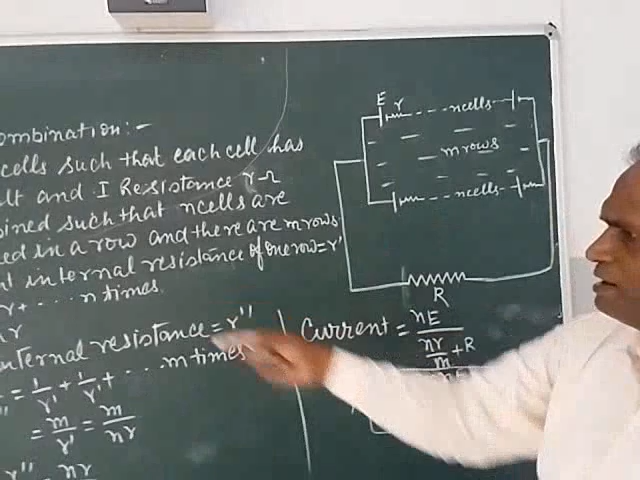 ombination:-
cells such that each cell has
lt and I Resistance r-Ω
ined such that n cells are
ed in a row and there are m rows.
t internal resistance of one row = r'
r + .... n times.
nr
nternal resistance = r''
= 1/r' + 1/r' + .... m times
= m/r' = m/nr
r'' = nr
E r --- n cells
m rows
--- n cells
R
Current = nE / (nr/m + R)